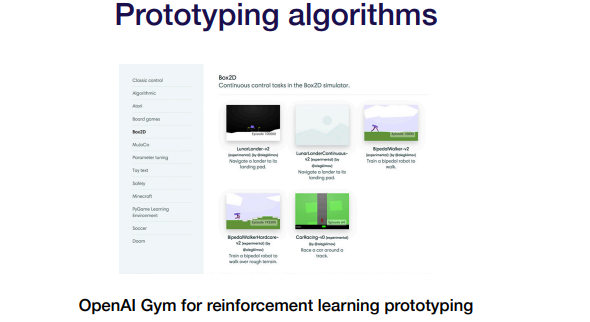 Prototyping algorithms
Classic control
Algorithmic
Atari
Board games
Box2D
MuJoCo
Parameter tuning
Toy text
Safety
Minecraft
PyGame Learning
Environment
Soccer
Doom
Box2D
Continuous control tasks in the Box2D simulator.
LunarLander-v2
(experimental) (by @olegklimov)
Navigate a lander to its
landing pad.
LunarLanderContinuous-
v2 (experimental) (by
@olegklimov)
Navigate a lander to its
landing pad.
BipedalWalker-v2
(experimental) (by @olegklimov)
Train a bipedal robot to
walk.
BipedalWalkerHardcore-
v2 (experimental) (by
@olegklimov)
Train a bipedal robot to
walk over rough terrain.
CarRacing-v0 (experimental)
(by @olegklimov)
Race a car around a
track.
OpenAI Gym for reinforcement learning prototyping